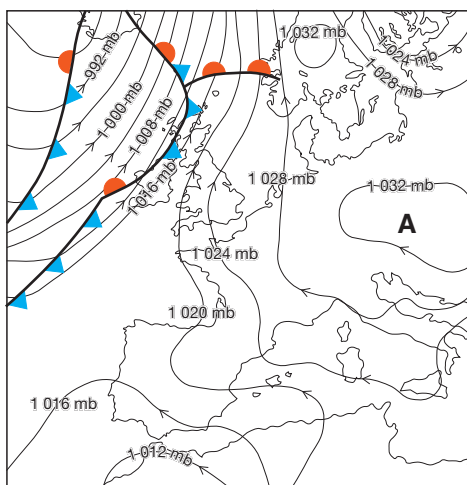 1 032 mb
1 024 mb
1 028 mb
992 mb
1 000 mb
1 008 mb
1 016 mb
1 028 mb
1 032 mb
A
1 024 mb
1 020 mb
1 016 mb
1 012 mb